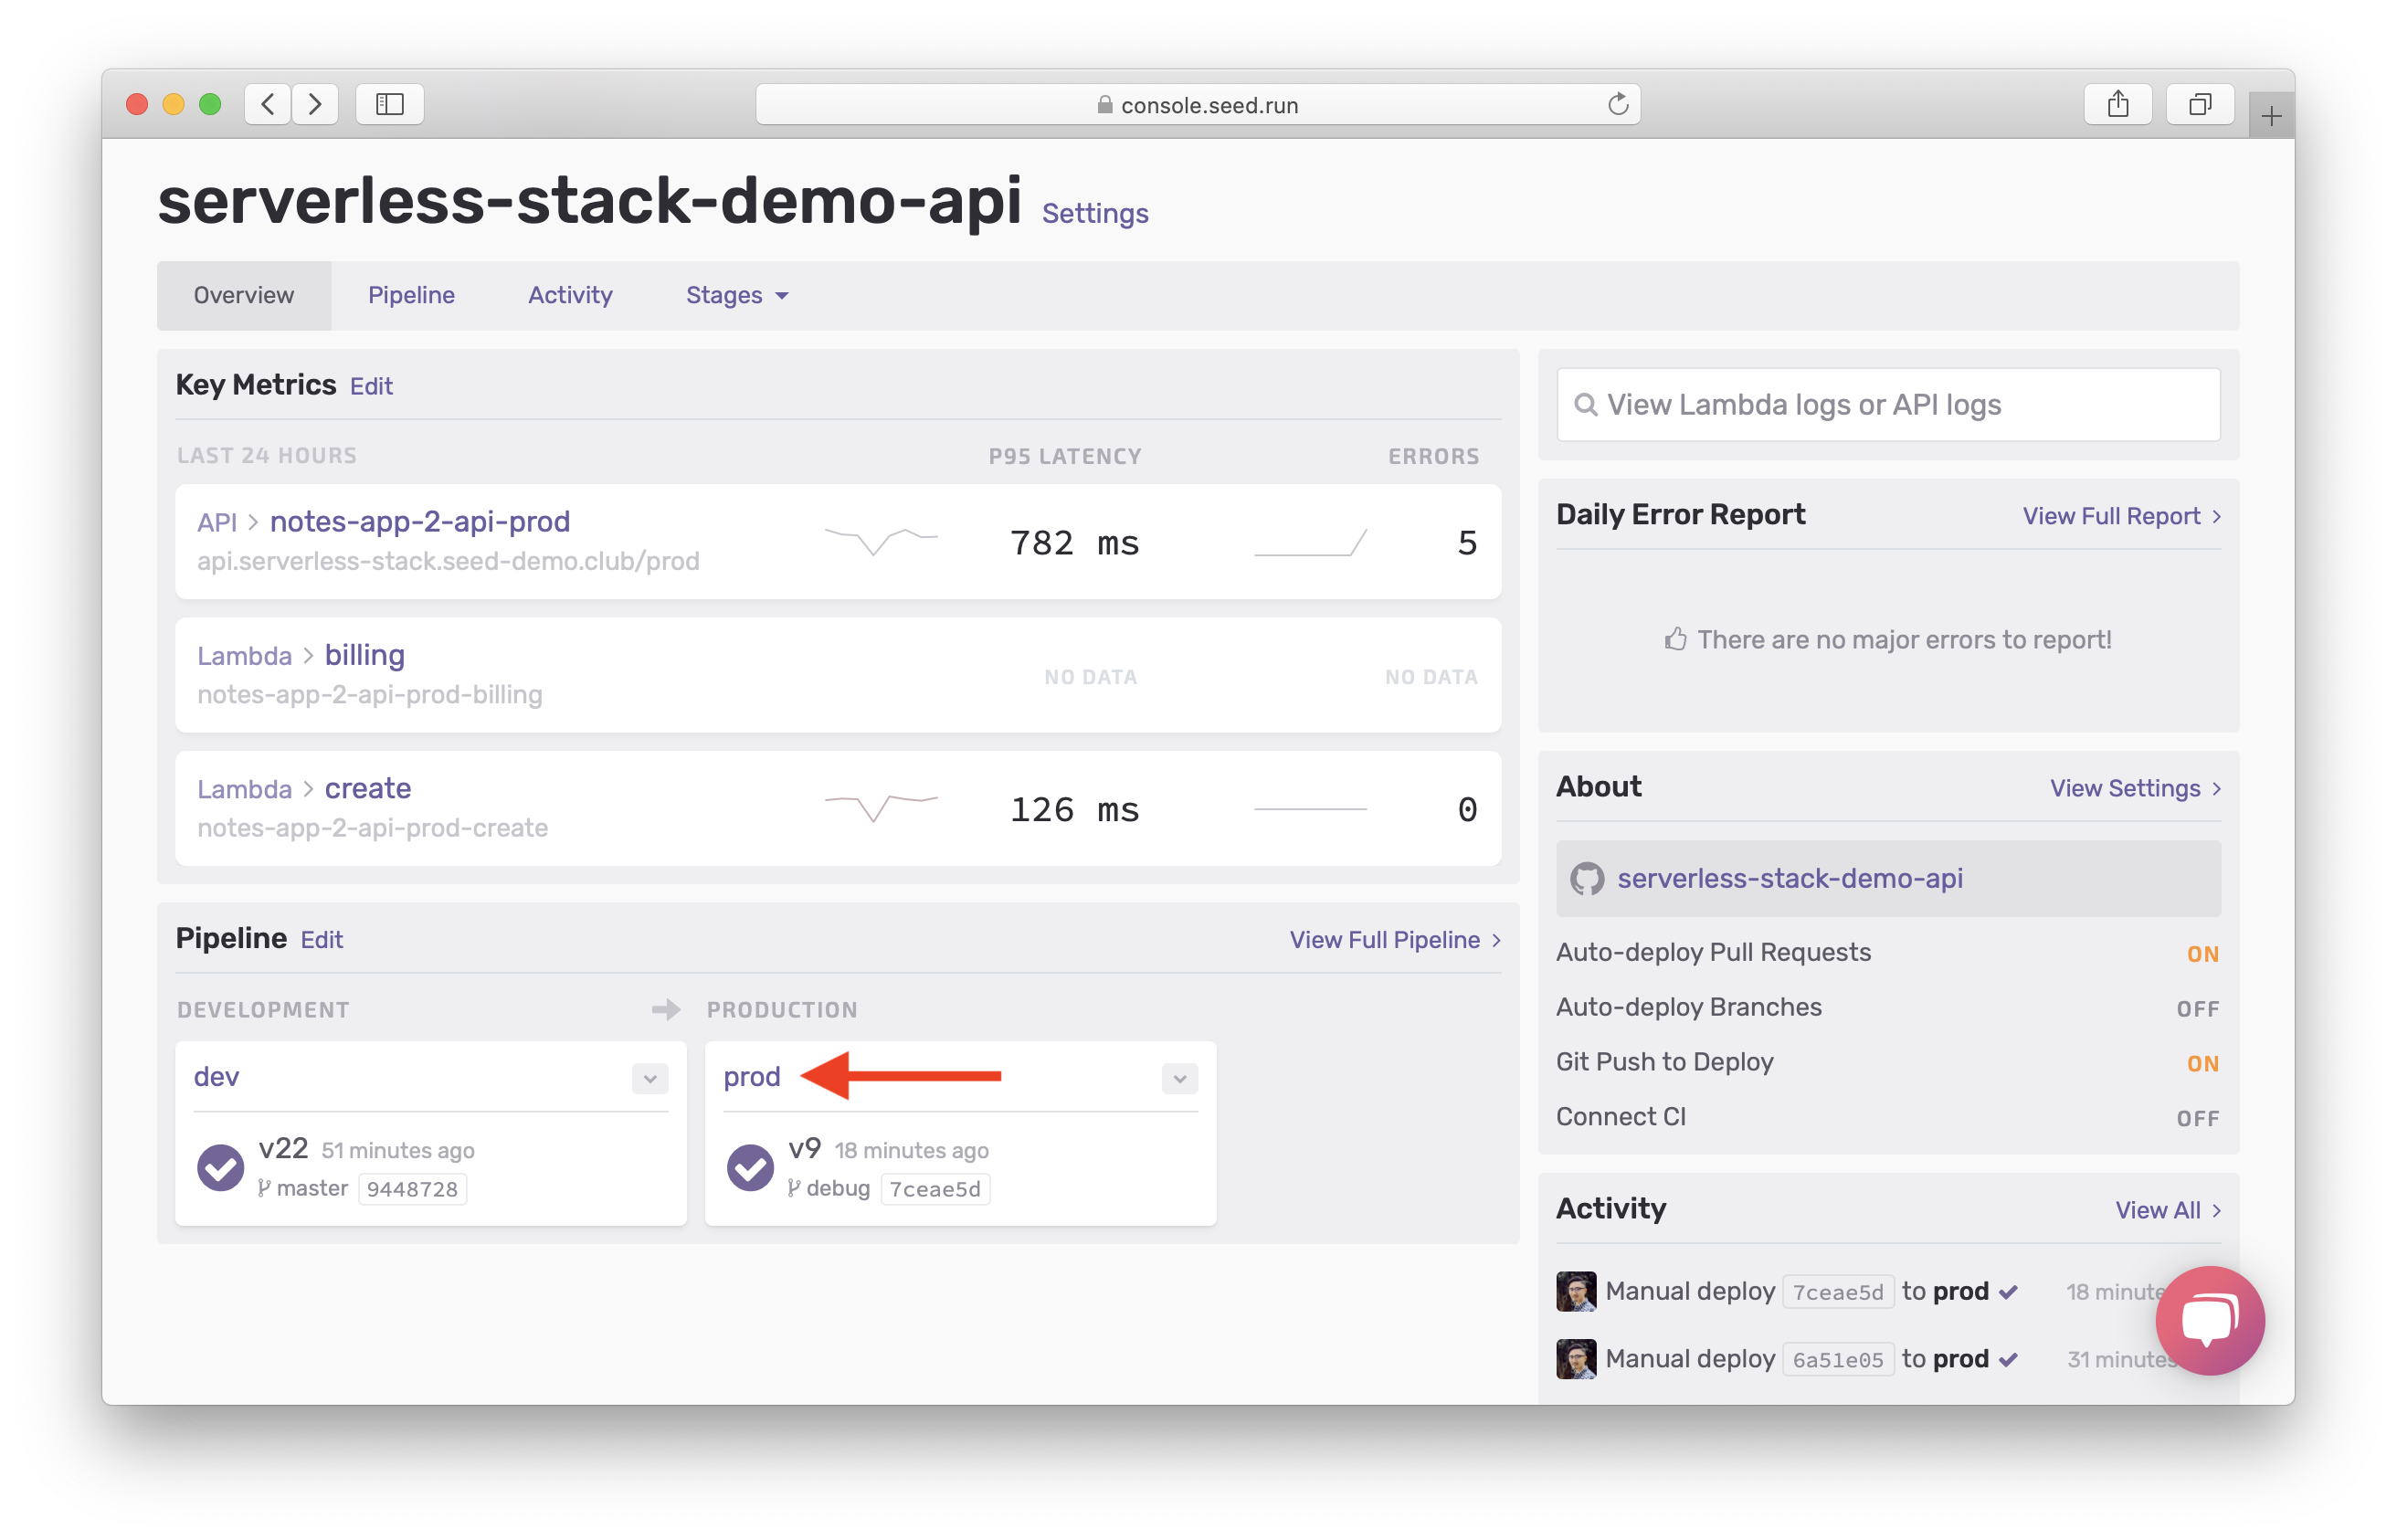 console.seed.run
serverless-stack-demo-api Settings
Overview Pipeline Activity Stages
Key Metrics Edit
LAST 24 HOURS P95 LATENCY ERRORS
API > notes-app-2-api-prod
api.serverless-stack.seed-demo.club/prod
782 ms 5
Lambda > billing
notes-app-2-api-prod-billing
NO DATA NO DATA
Lambda > create
notes-app-2-api-prod-create
126 ms 0
Pipeline Edit View Full Pipeline >
DEVELOPMENT PRODUCTION
dev
v22 51 minutes ago
master 9448728
prod
v9 18 minutes ago
debug 7ceae5d
View Lambda logs or API logs
Daily Error Report View Full Report >
There are no major errors to report!
About View Settings >
serverless-stack-demo-api
Auto-deploy Pull Requests ON
Auto-deploy Branches OFF
Git Push to Deploy ON
Connect CI OFF
Activity View All >
Manual deploy 7ceae5d to prod 18
Manual deploy 6a51e05 to prod 31